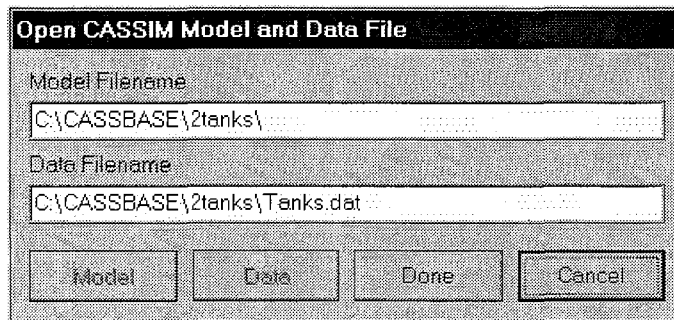 Open CASSIM Model and Data File
Model Filename
C:\CASSBASE\2tanks\
Data Filename
C:\CASSBASE\2tanks\Tanks.dat
Model Data Done Cancel